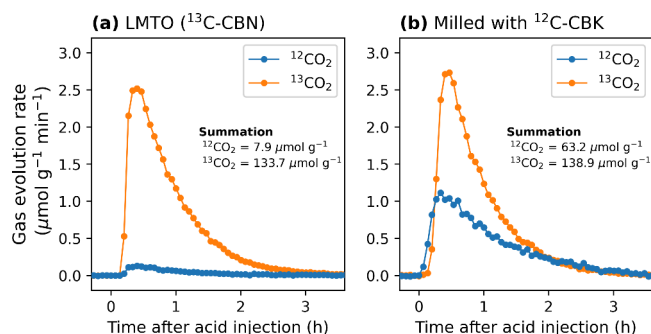 (a) LMTO (¹³C-CBN)
(b) Milled with ¹²C-CBK
Gas evolution rate
(μmol g⁻¹ min⁻¹)
3.0
2.5
2.0
1.5
1.0
0.5
0.0
¹²CO₂
¹³CO₂
Summation
¹²CO₂ = 7.9 μmol g⁻¹
¹³CO₂ = 133.7 μmol g⁻¹
0 1 2 3
Time after acid injection (h)
3.0
2.5
2.0
1.5
1.0
0.5
0.0
¹²CO₂
¹³CO₂
Summation
¹²CO₂ = 63.2 μmol g⁻¹
¹³CO₂ = 138.9 μmol g⁻¹
0 1 2 3
Time after acid injection (h)